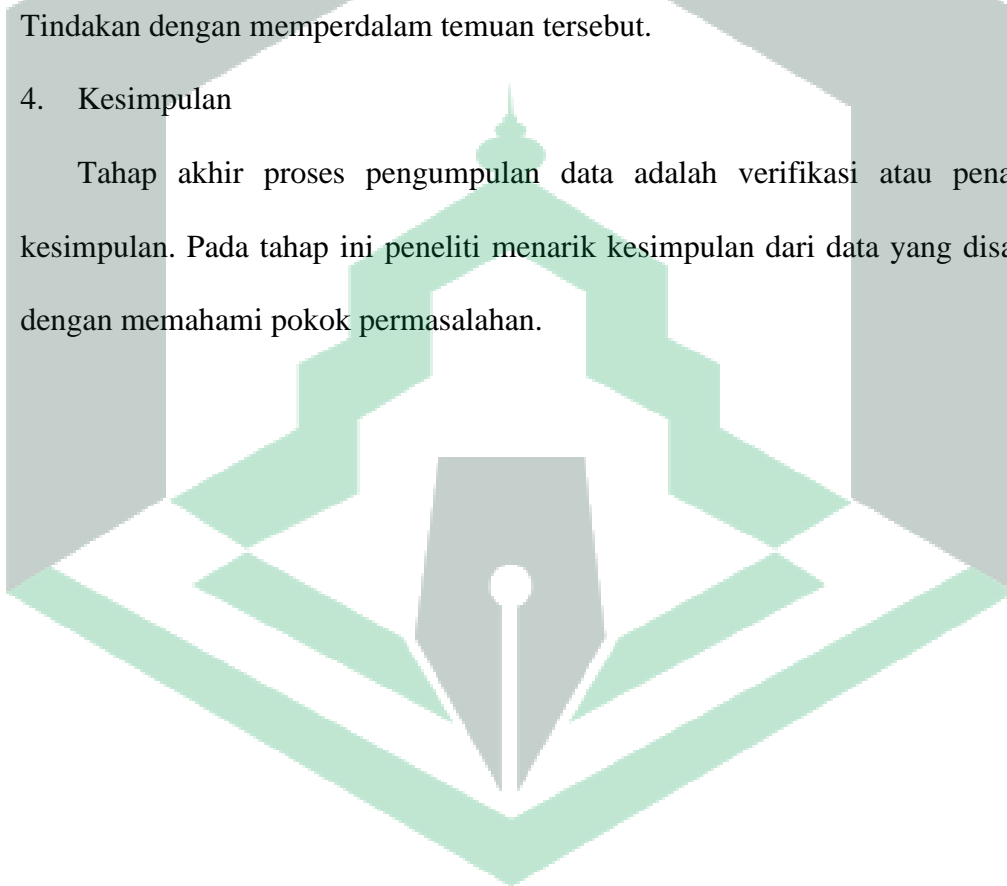 Tindakan dengan memperdalam temuan tersebut.
4. Kesimpulan
Tahap akhir proses pengumpulan data adalah verifikasi atau
kesimpulan. Pada tahap ini peneliti menarik kesimpulan dari data yang
dengan memahami pokok permasalahan.